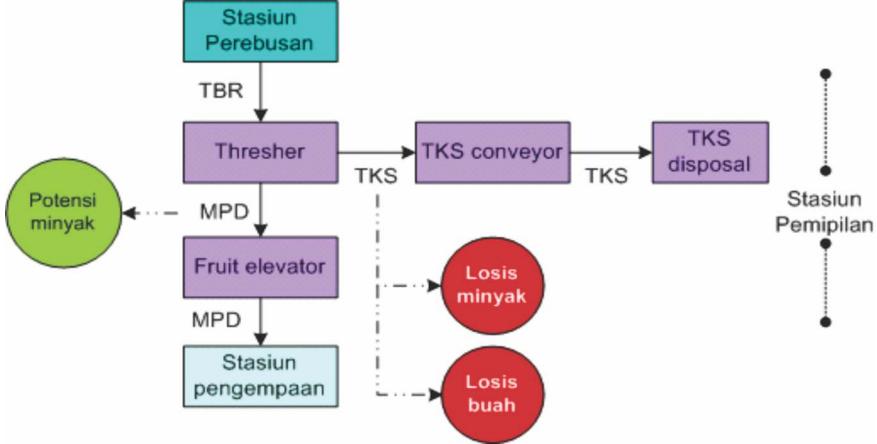 Stasiun
Perebusan
TBR
Thresher
TKS
TKS conveyor
TKS
TKS
disposal
Potensi
minyak
MPD
Stasiun
Pemipilan
Fruit elevator
Losis
minyak
MPD
Stasiun
pengempaan
Losis
buah